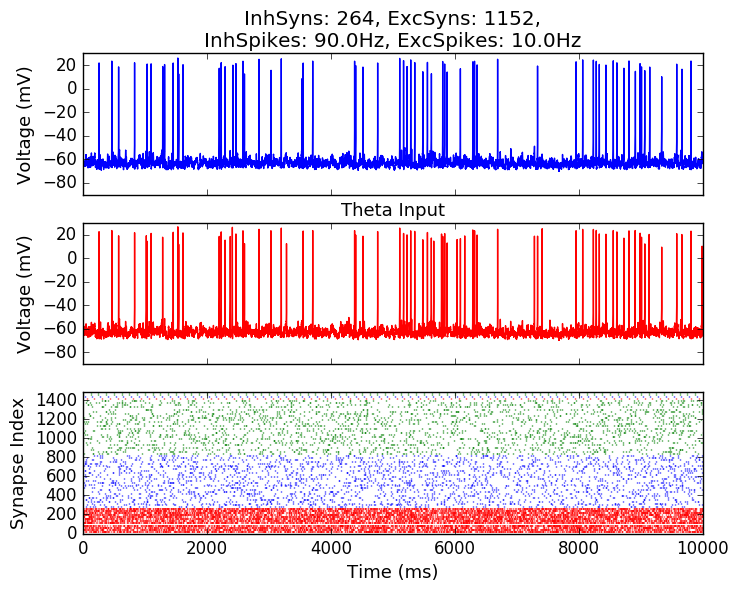 InhSyns: 264, ExcSyns: 1152,
InhSpikes: 90.0Hz, ExcSpikes: 10.0Hz
Voltage (mV)
20
0
−20
−40
−60
−80
Theta Input
Voltage (mV)
20
0
−20
−40
−60
−80
Synapse Index
1400
1200
1000
800
600
400
200
0
0 2000 4000 6000 8000 10000
Time (ms)